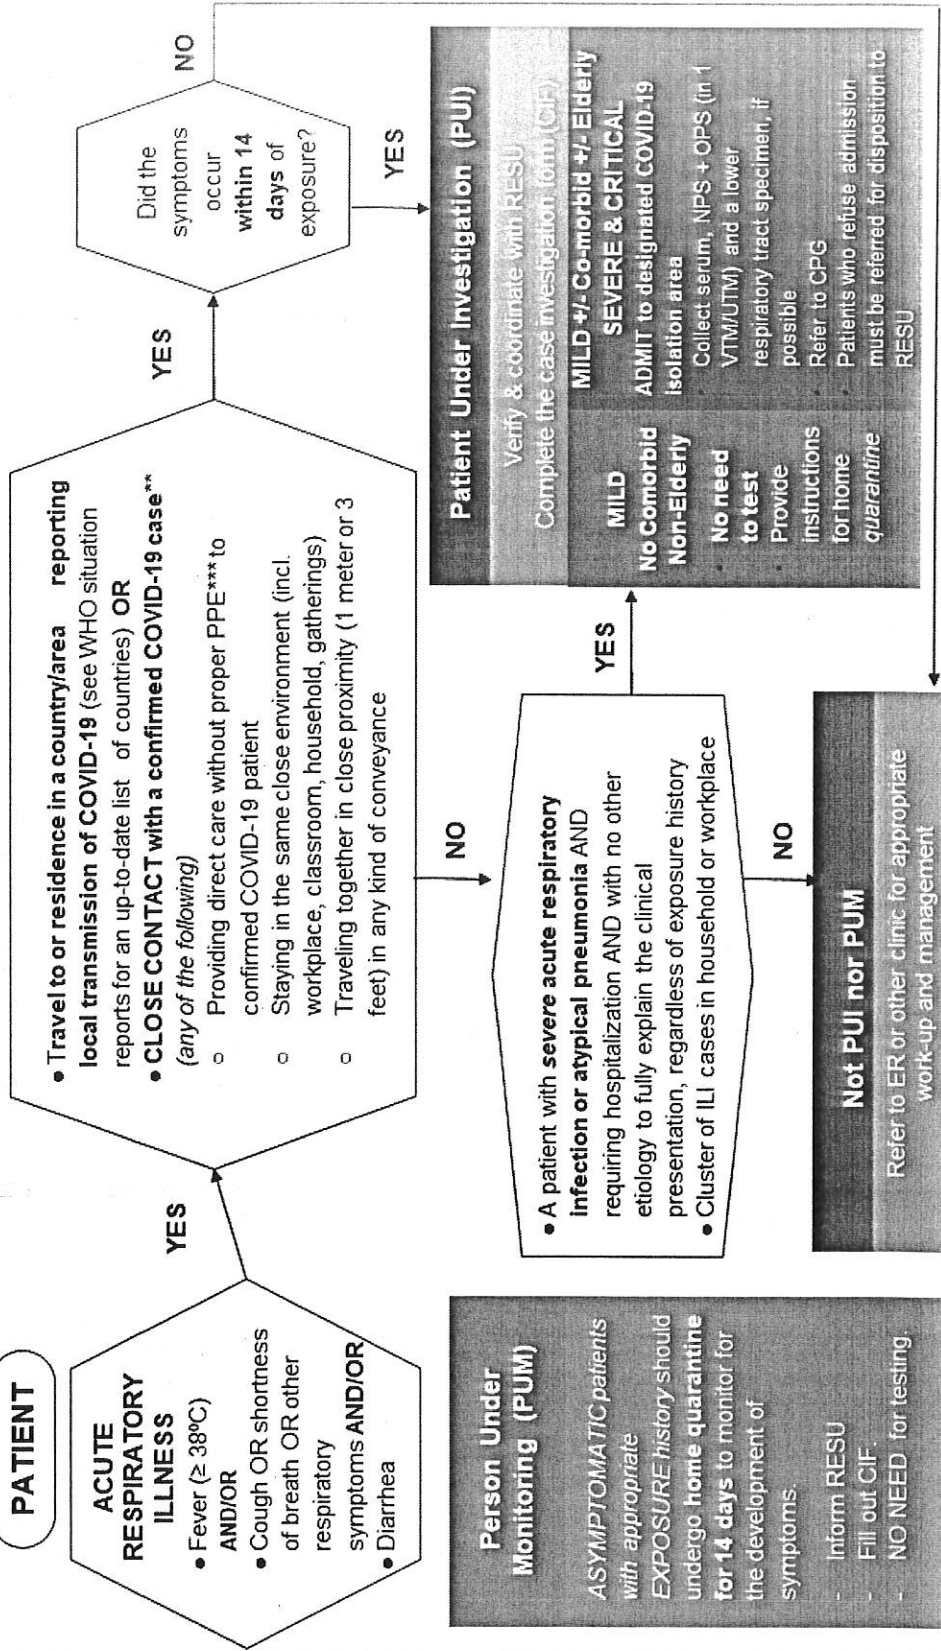 PATIENT
ACUTE
RESPIRATORY
ILLNESS
• Fever (≥ 38ºC)
AND/OR
• Cough OR shortness
of breath OR other
respiratory
symptoms AND/OR
• Diarrhea
YES
• Travel to or residence in a country/area reporting
local transmission of COVID-19 (see WHO situation
reports for an up-to-date list of countries) OR
• CLOSE CONTACT with a confirmed COVID-19 case**
(any of the following)
o Providing direct care without proper PPE*** to
confirmed COVID-19 patient
o Staying in the same close environment (incl.
workplace, classroom, household, gatherings)
o Traveling together in close proximity (1 meter or 3
feet) in any kind of conveyance
YES
Did the
symptoms
occur
within 14
days of
exposure?
NO
YES
NO
• A patient with severe acute respiratory
infection or atypical pneumonia AND
requiring hospitalization AND with no other
etiology to fully explain the clinical
presentation, regardless of exposure history
• Cluster of ILI cases in household or workplace
YES
NO
Patient Under Investigation (PUI)
Verify & coordinate with RESU
Complete the case investigation form (CIF)
MILD
No Comorbid
Non-Elderly
· No need
to test
· Provide
instructions
for home
quarantine
MILD +/- Co-morbid +/- Elderly
SEVERE & CRITICAL
ADMIT to designated COVID-19
isolation area
· Collect serum, NPS + OPS (in 1
VTM/UTM) and a lower
respiratory tract specimen, if
possible
· Refer to CPG
· Patients who refuse admission
must be referred for disposition to
RESU
Person Under
Monitoring (PUM)
ASYMPTOMATIC patients
with appropriate
EXPOSURE history should
undergo home quarantine
for 14 days to monitor for
the development of
symptoms.
- Inform RESU
- Fill out CIF.
- NO NEED for testing.
Not PUI nor PUM
Refer to ER or other clinic for appropriate
work-up and management